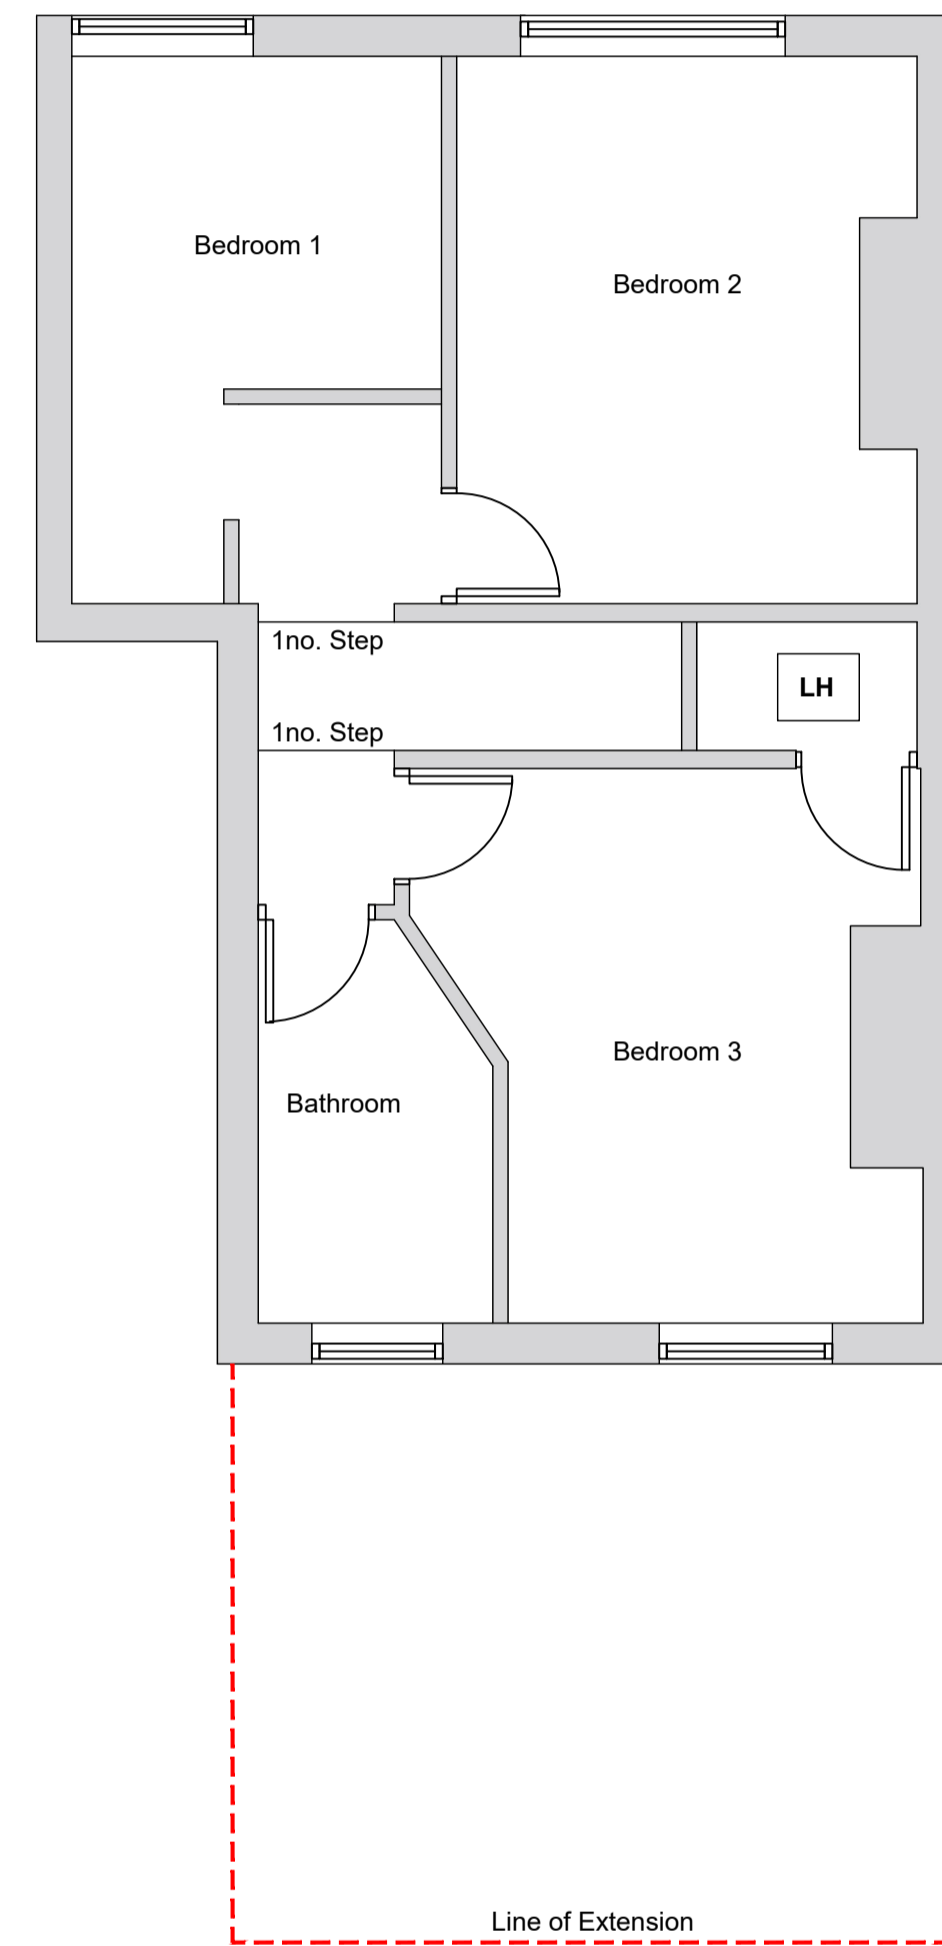 Bedroom 1
Bedroom 2
1no. Step
LH
1no. Step
Bedroom 3
Bathroom
Line of Extension